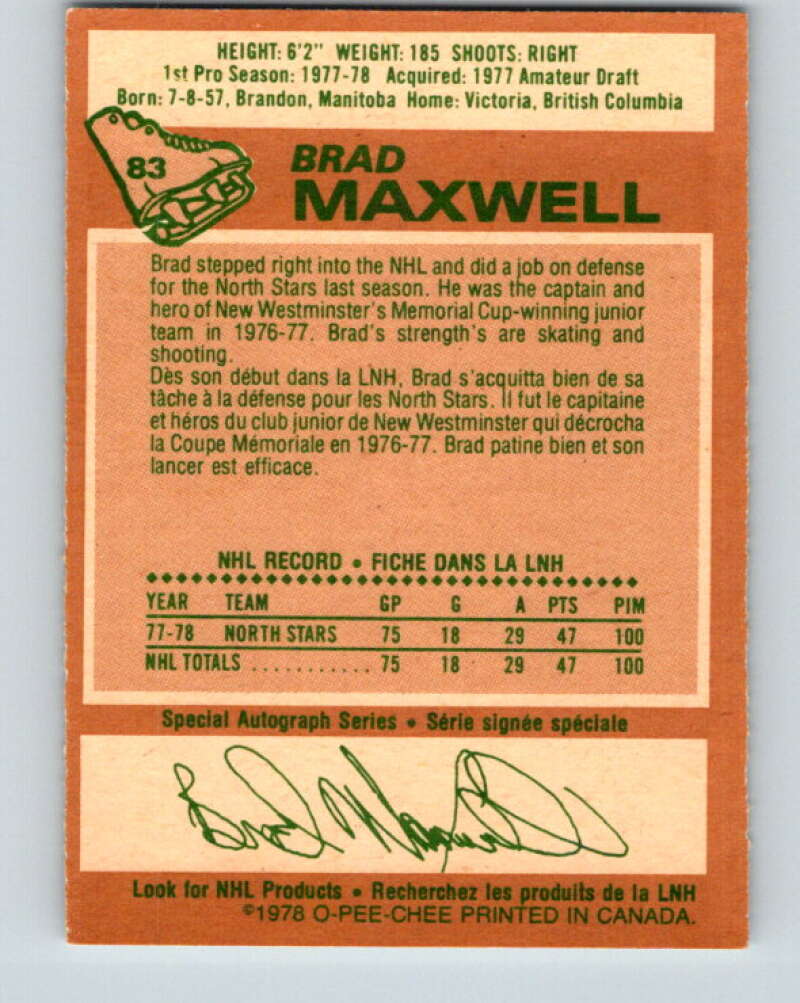 HEIGHT: 6'2" WEIGHT: 185 SHOOTS: RIGHT
1st Pro Season: 1977-78 Acquired: 1977 Amateur Draft
Born: 7-8-57, Brandon, Manitoba Home: Victoria, British Columbia
83
BRAD
MAXWELL
Brad stepped right into the NHL and did a job on defense
for the North Stars last season. He was the captain and
hero of New Westminster's Memorial Cup-winning junior
team in 1976-77. Brad's strength's are skating and
shooting.
Dès son début dans la LNH, Brad s'acquitta bien de sa
tâche à la défense pour les North Stars. Il fut le capitaine
et héros du club junior de New Westminster qui décrocha
la Coupe Mémoriale en 1976-77. Brad patine bien et son
lancer est efficace.
NHL RECORD • FICHE DANS LA LNH
YEAR TEAM GP G A PTS PIM
77-78 NORTH STARS 75 18 29 47 100
NHL TOTALS ........... 75 18 29 47 100
Special Autograph Series • Série signée spéciale
Brad Maxwell
Look for NHL Products • Recherchez les produits de la LNH
©1978 O-PEE-CHEE PRINTED IN CANADA.